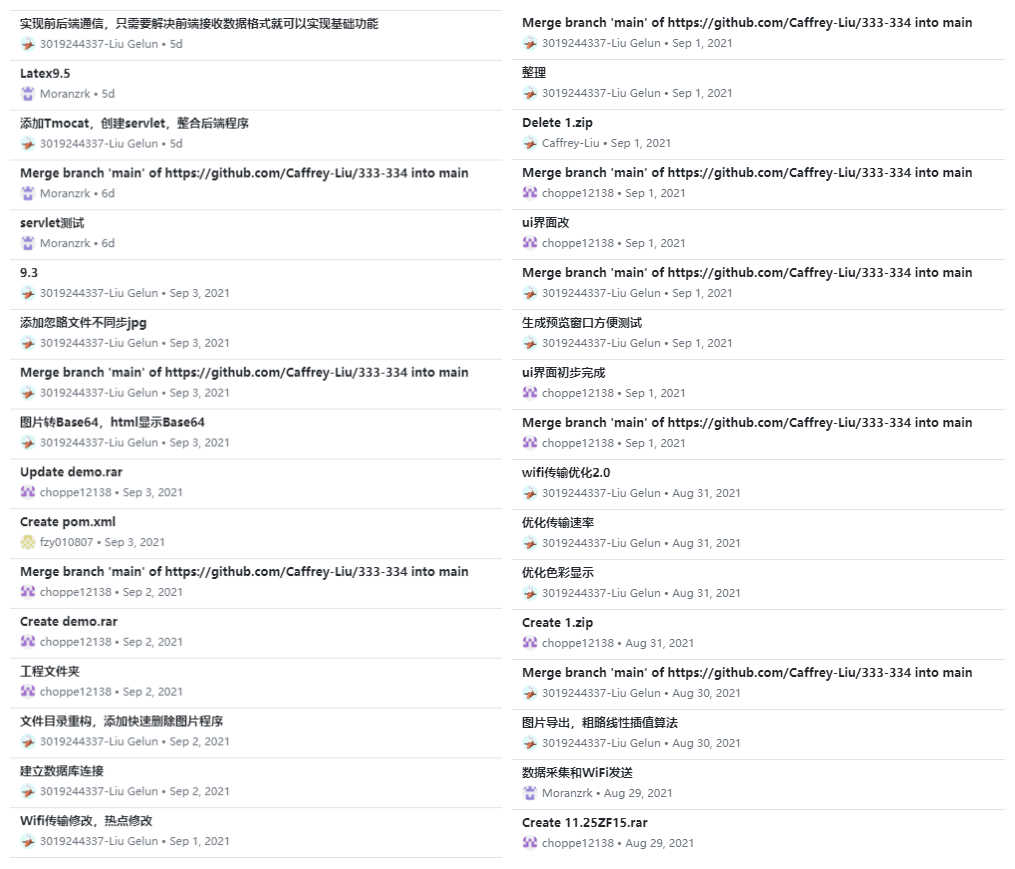 实现前后端通信，只需要解决前端接收数据格式就可以实现基础功能
3019244337-Liu Gelun • 5d
Latex9.5
Moranzrk • 5d
添加Tmocat，创建servlet，整合后端程序
3019244337-Liu Gelun • 5d
Merge branch 'main' of https://github.com/Caffrey-Liu/333-334 into main
Moranzrk • 6d
servlet测试
Moranzrk • 6d
9.3
3019244337-Liu Gelun • Sep 3, 2021
添加忽略文件不同步jpg
3019244337-Liu Gelun • Sep 3, 2021
Merge branch 'main' of https://github.com/Caffrey-Liu/333-334 into main
3019244337-Liu Gelun • Sep 3, 2021
图片转Base64，html显示Base64
3019244337-Liu Gelun • Sep 3, 2021
Update demo.rar
choppe12138 • Sep 3, 2021
Create pom.xml
fzy010807 • Sep 3, 2021
Merge branch 'main' of https://github.com/Caffrey-Liu/333-334 into main
choppe12138 • Sep 2, 2021
Create demo.rar
choppe12138 • Sep 2, 2021
工程文件夹
choppe12138 • Sep 2, 2021
文件目录重构，添加快速删除图片程序
3019244337-Liu Gelun • Sep 2, 2021
建立数据库连接
3019244337-Liu Gelun • Sep 2, 2021
Wifi传输修改，热点修改
3019244337-Liu Gelun • Sep 1, 2021
Merge branch 'main' of https://github.com/Caffrey-Liu/333-334 into main
3019244337-Liu Gelun • Sep 1, 2021
整理
3019244337-Liu Gelun • Sep 1, 2021
Delete 1.zip
Caffrey-Liu • Sep 1, 2021
Merge branch 'main' of https://github.com/Caffrey-Liu/333-334 into main
choppe12138 • Sep 1, 2021
ui界面改
choppe12138 • Sep 1, 2021
Merge branch 'main' of https://github.com/Caffrey-Liu/333-334 into main
3019244337-Liu Gelun • Sep 1, 2021
生成预览窗口方便测试
3019244337-Liu Gelun • Sep 1, 2021
ui界面初步完成
choppe12138 • Sep 1, 2021
Merge branch 'main' of https://github.com/Caffrey-Liu/333-334 into main
choppe12138 • Sep 1, 2021
wifi传输优化2.0
3019244337-Liu Gelun • Aug 31, 2021
优化传输速率
3019244337-Liu Gelun • Aug 31, 2021
优化色彩显示
3019244337-Liu Gelun • Aug 31, 2021
Create 1.zip
choppe12138 • Aug 31, 2021
Merge branch 'main' of https://github.com/Caffrey-Liu/333-334 into main
3019244337-Liu Gelun • Aug 30, 2021
图片导出，粗略线性插值算法
3019244337-Liu Gelun • Aug 30, 2021
数据采集和WiFi发送
Moranzrk • Aug 29, 2021
Create 11.25ZF15.rar
choppe12138 • Aug 29, 2021